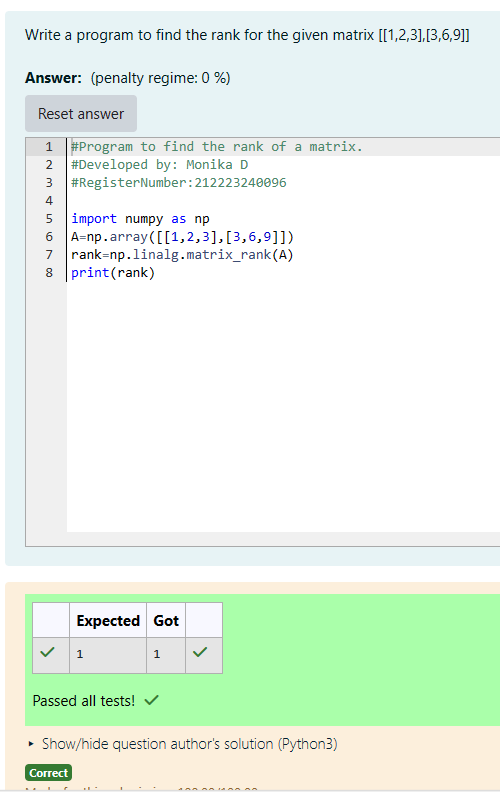 Write a program to find the rank for the given matrix [[1,2,3],[3,6,9]]
Answer: (penalty regime: 0 %)
Reset answer
1 #Program to find the rank of a matrix.
2 #Developed by: Monika D
3 #RegisterNumber:212223240096
4
5 import numpy as np
6 A=np.array([[1,2,3],[3,6,9]])
7 rank=np.linalg.matrix_rank(A)
8 print(rank)
Expected Got
1 1
Passed all tests!
Show/hide question author's solution (Python3)
Correct